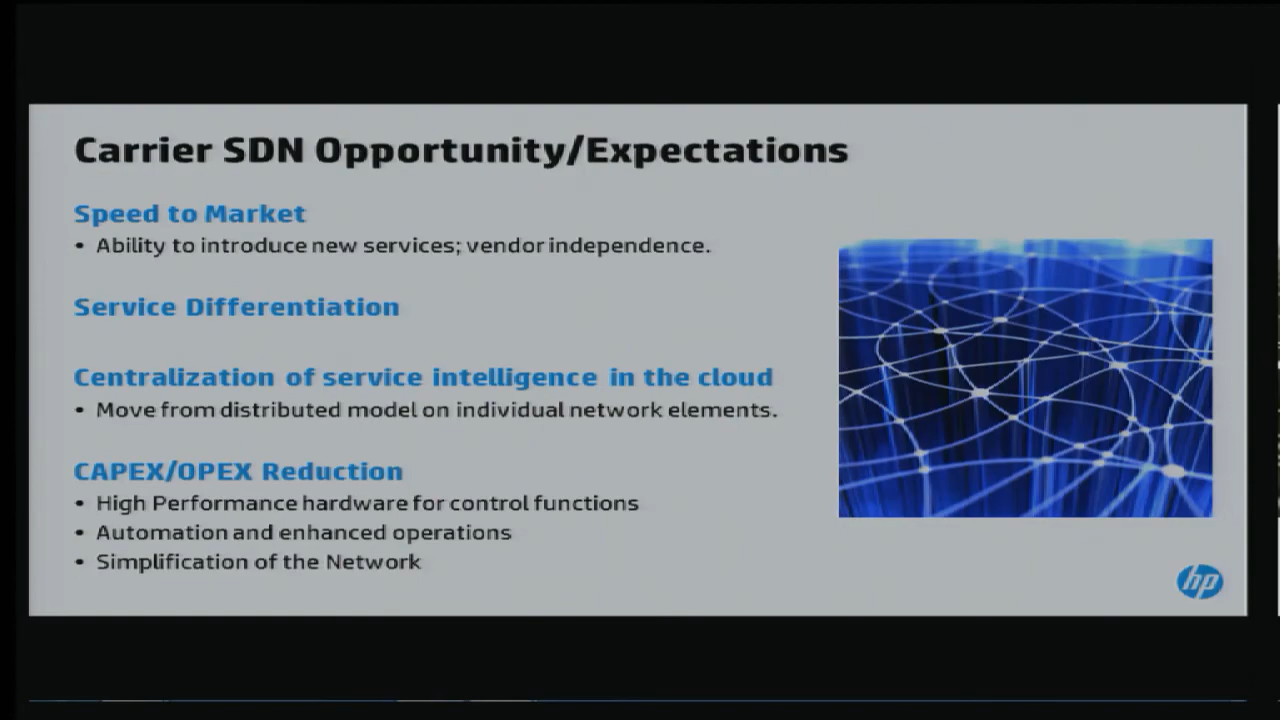 Carrier SDN Opportunity/Expectations
Speed to Market
• Ability to introduce new services; vendor independence.
Service Differentiation
Centralization of service intelligence in the cloud
• Move from distributed model on individual network elements.
CAPEX/OPEX Reduction
• High Performance hardware for control functions
• Automation and enhanced operations
• Simplification of the Network
hp